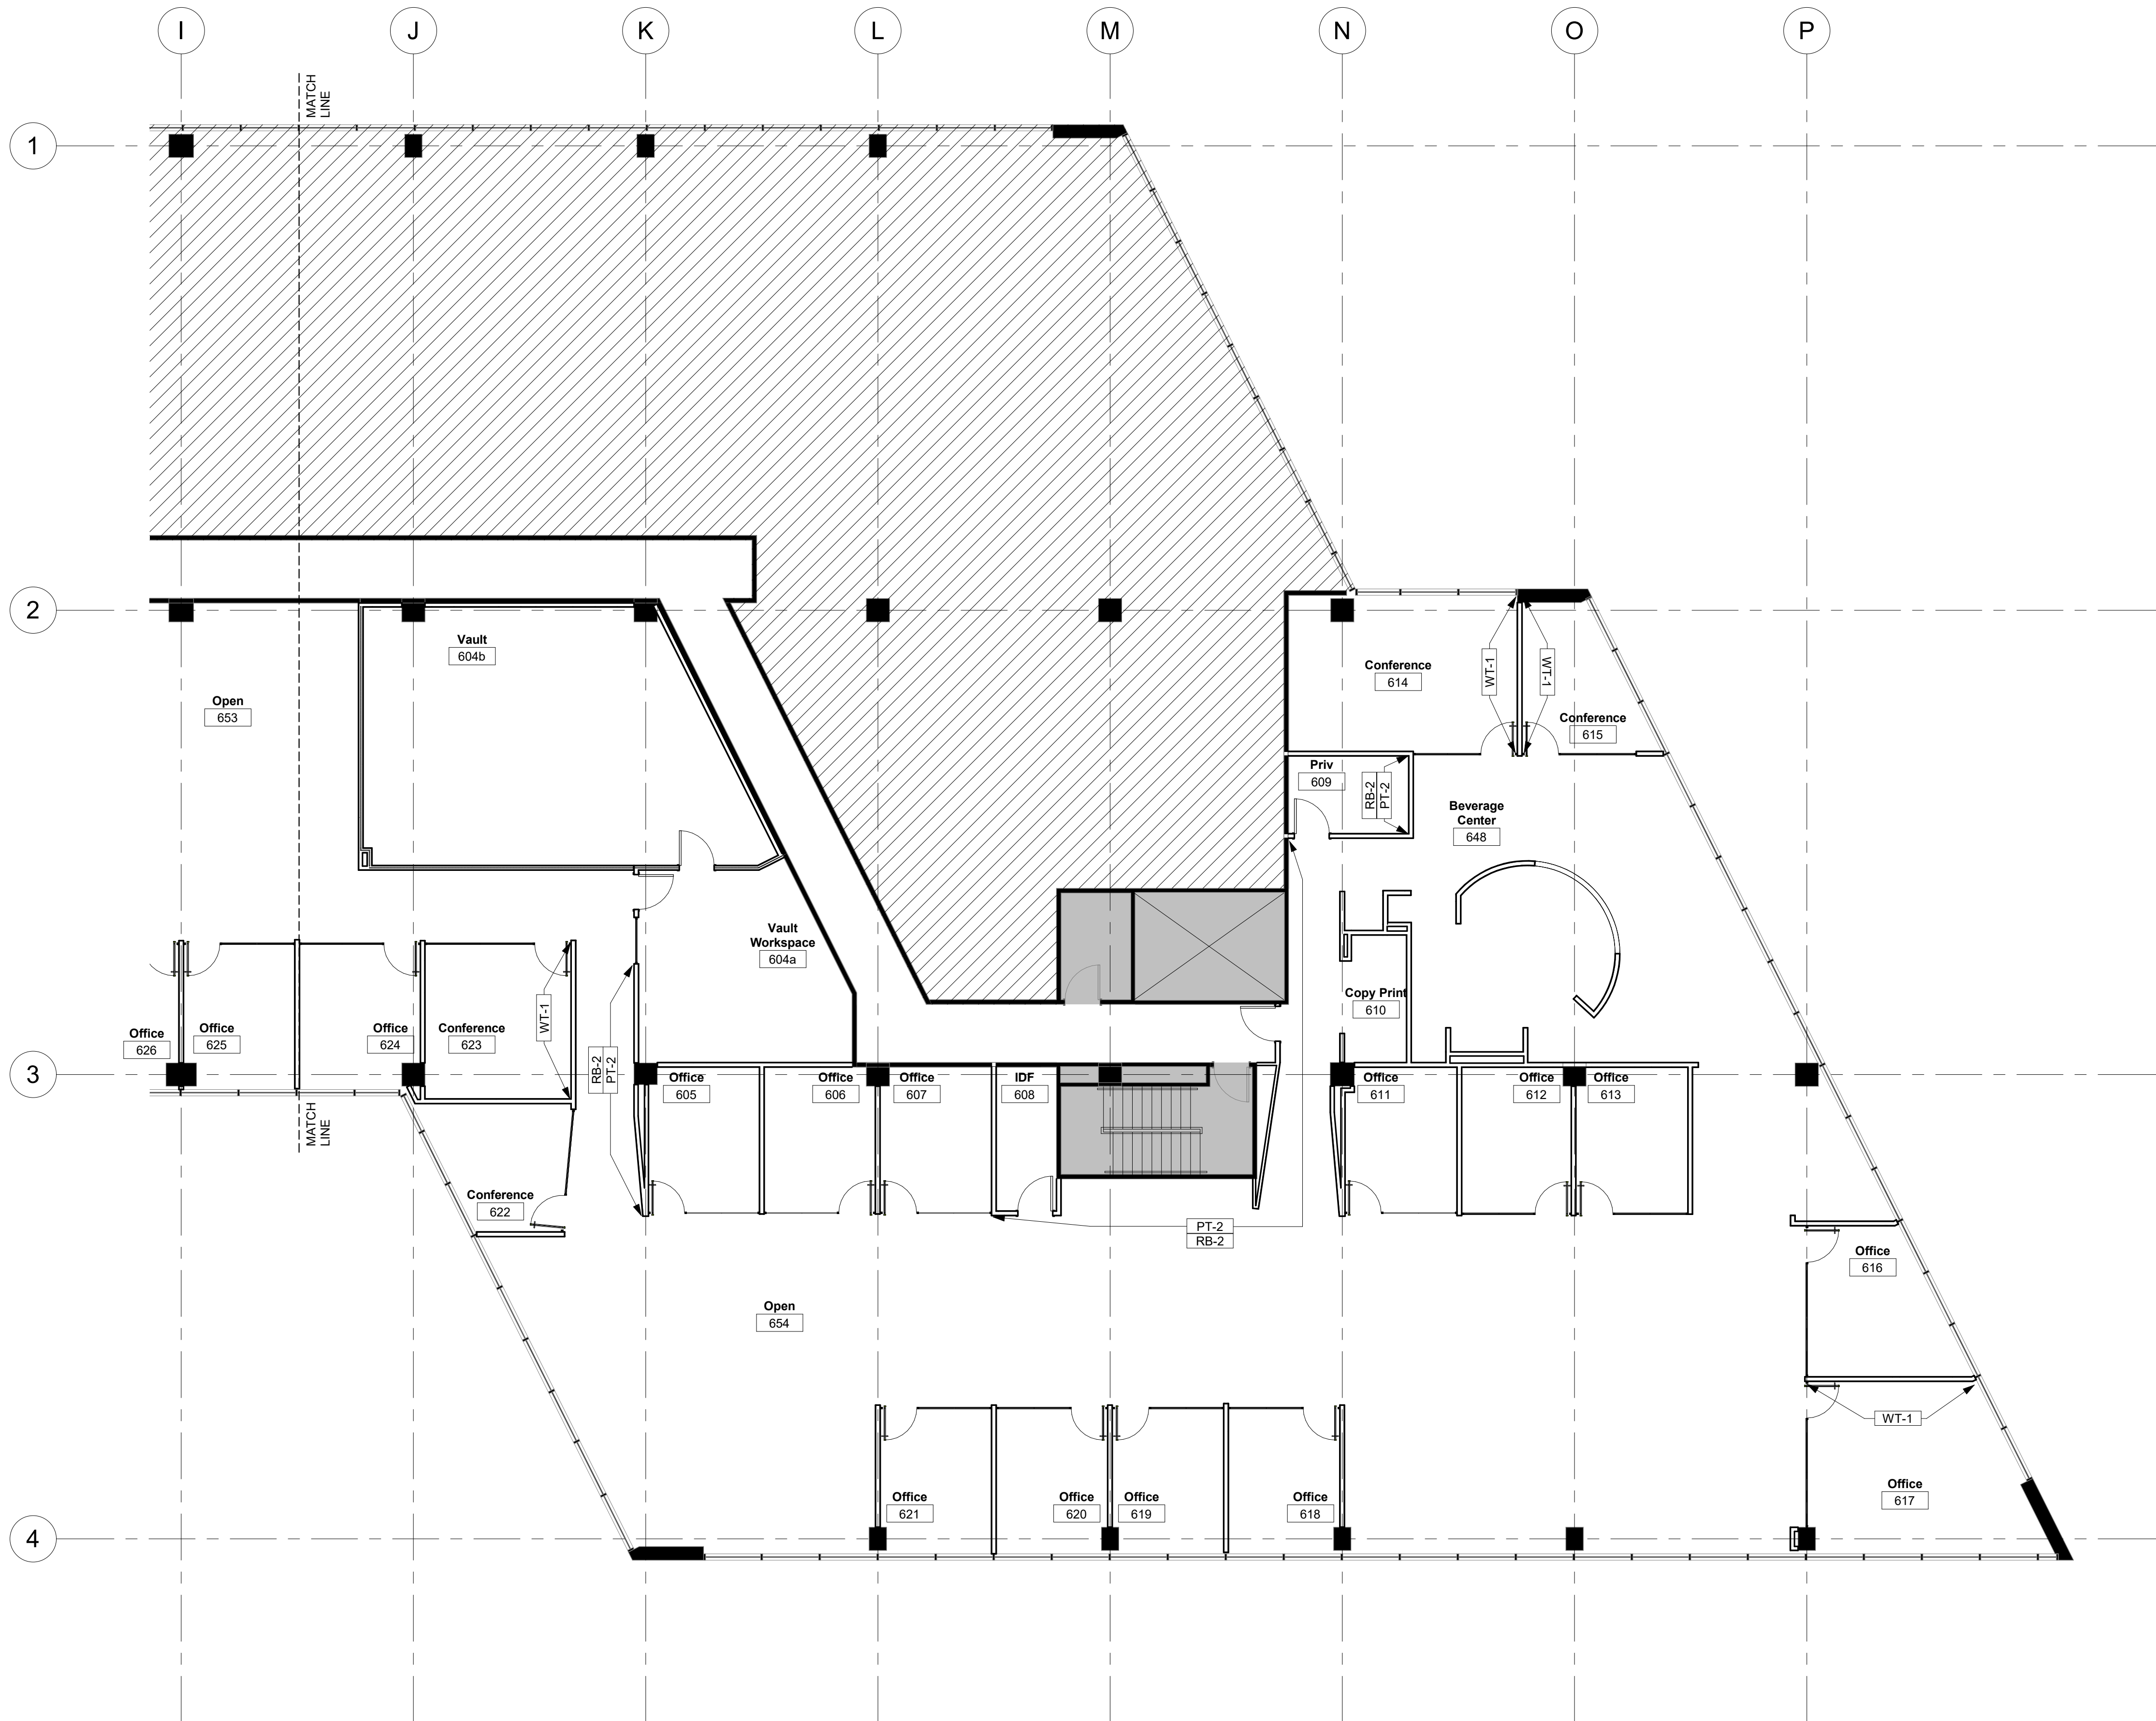 I
J
K
L
M
N
O
P
MATCH
LINE
1
2
Vault
604b
Open
653
Conference
614
WT-1
WT-1
Conference
615
Priv
609
RB-2
PT-2
Beverage
Center
648
Vault
Workspace
604a
Copy Print
610
WT-1
Office
626
Office
625
Office
624
Conference
623
3
RB-2
PT-2
Office
605
Office
606
Office
607
IDF
608
Office
611
Office
612
Office
613
MATCH
LINE
Conference
622
PT-2
RB-2
Office
616
Open
654
WT-1
Office
621
Office
620
Office
619
Office
618
Office
617
4